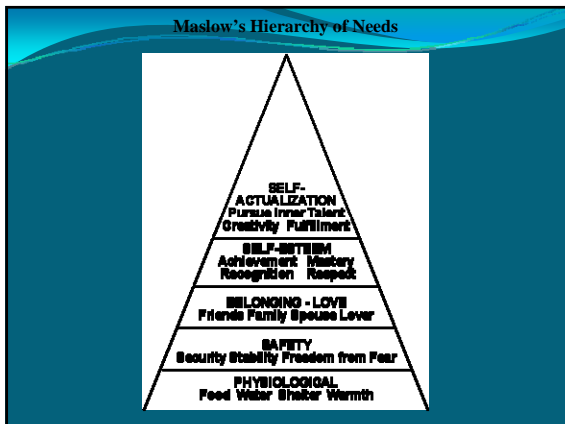 Maslow's Hierarchy of Needs
SELF-
ACTUALIZATION
Pursue Inner Talent
Creativity Fulfillment
SELF-ESTEEM
Achievement Mastery
Recognition Respect
BELONGING - LOVE
Friends Family Spouse Lover
SAFETY
Security Stability Freedom from Fear
PHYSIOLOGICAL
Food Water Shelter Warmth